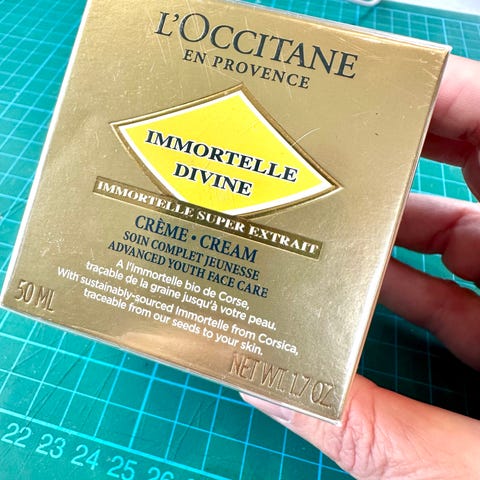 L'OCCITANE
EN PROVENCE
IMMORTELLE
DIVINE
IMMORTELLE SUPER EXTRAIT
CRÈME • CREAM
SOIN COMPLET JEUNESSE
ADVANCED YOUTH FACE CARE
A l'Immortelle bio de Corse,
traçable de la graine jusqu'à votre peau.
With sustainably-sourced Immortelle from Corsica,
traceable from our seeds to your skin.
50 ML
NET WT. 1.7 OZ.
22 23 24 25 26